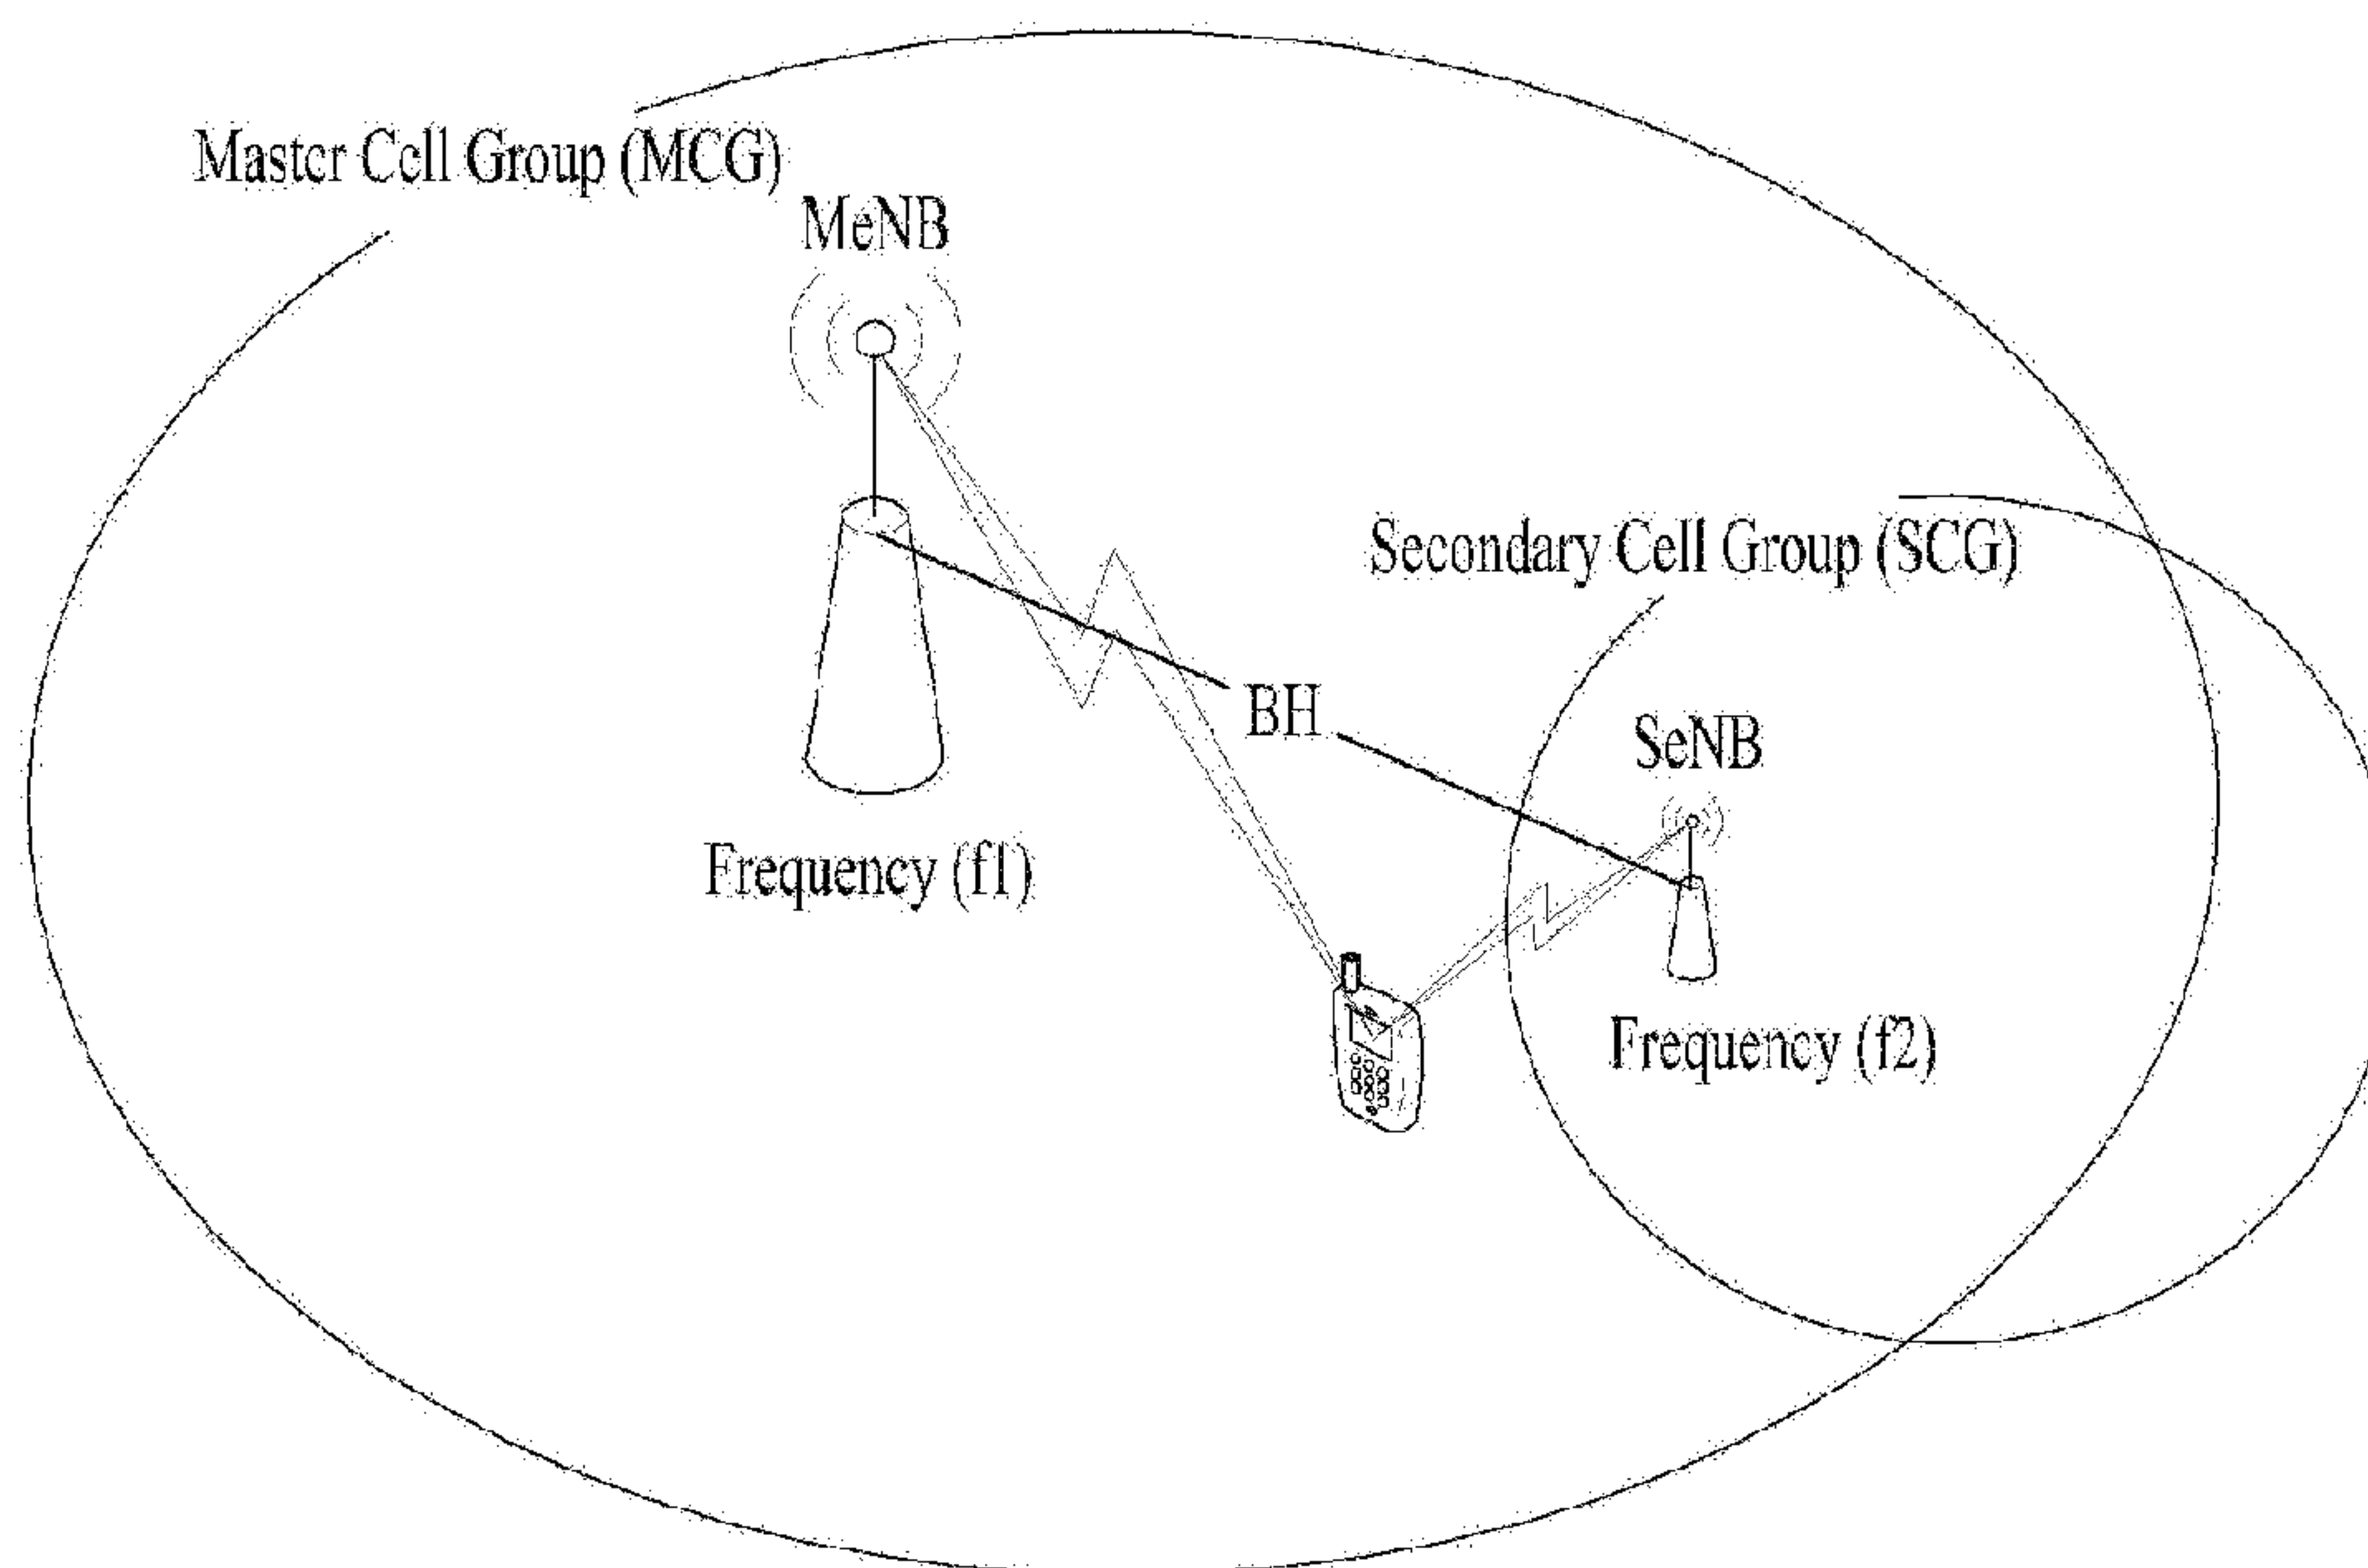 Master Cell Group (MCG)
MeNB
Secondary Cell Group (SCG)
BH
SeNB
Frequency (f1)
Frequency (f2)